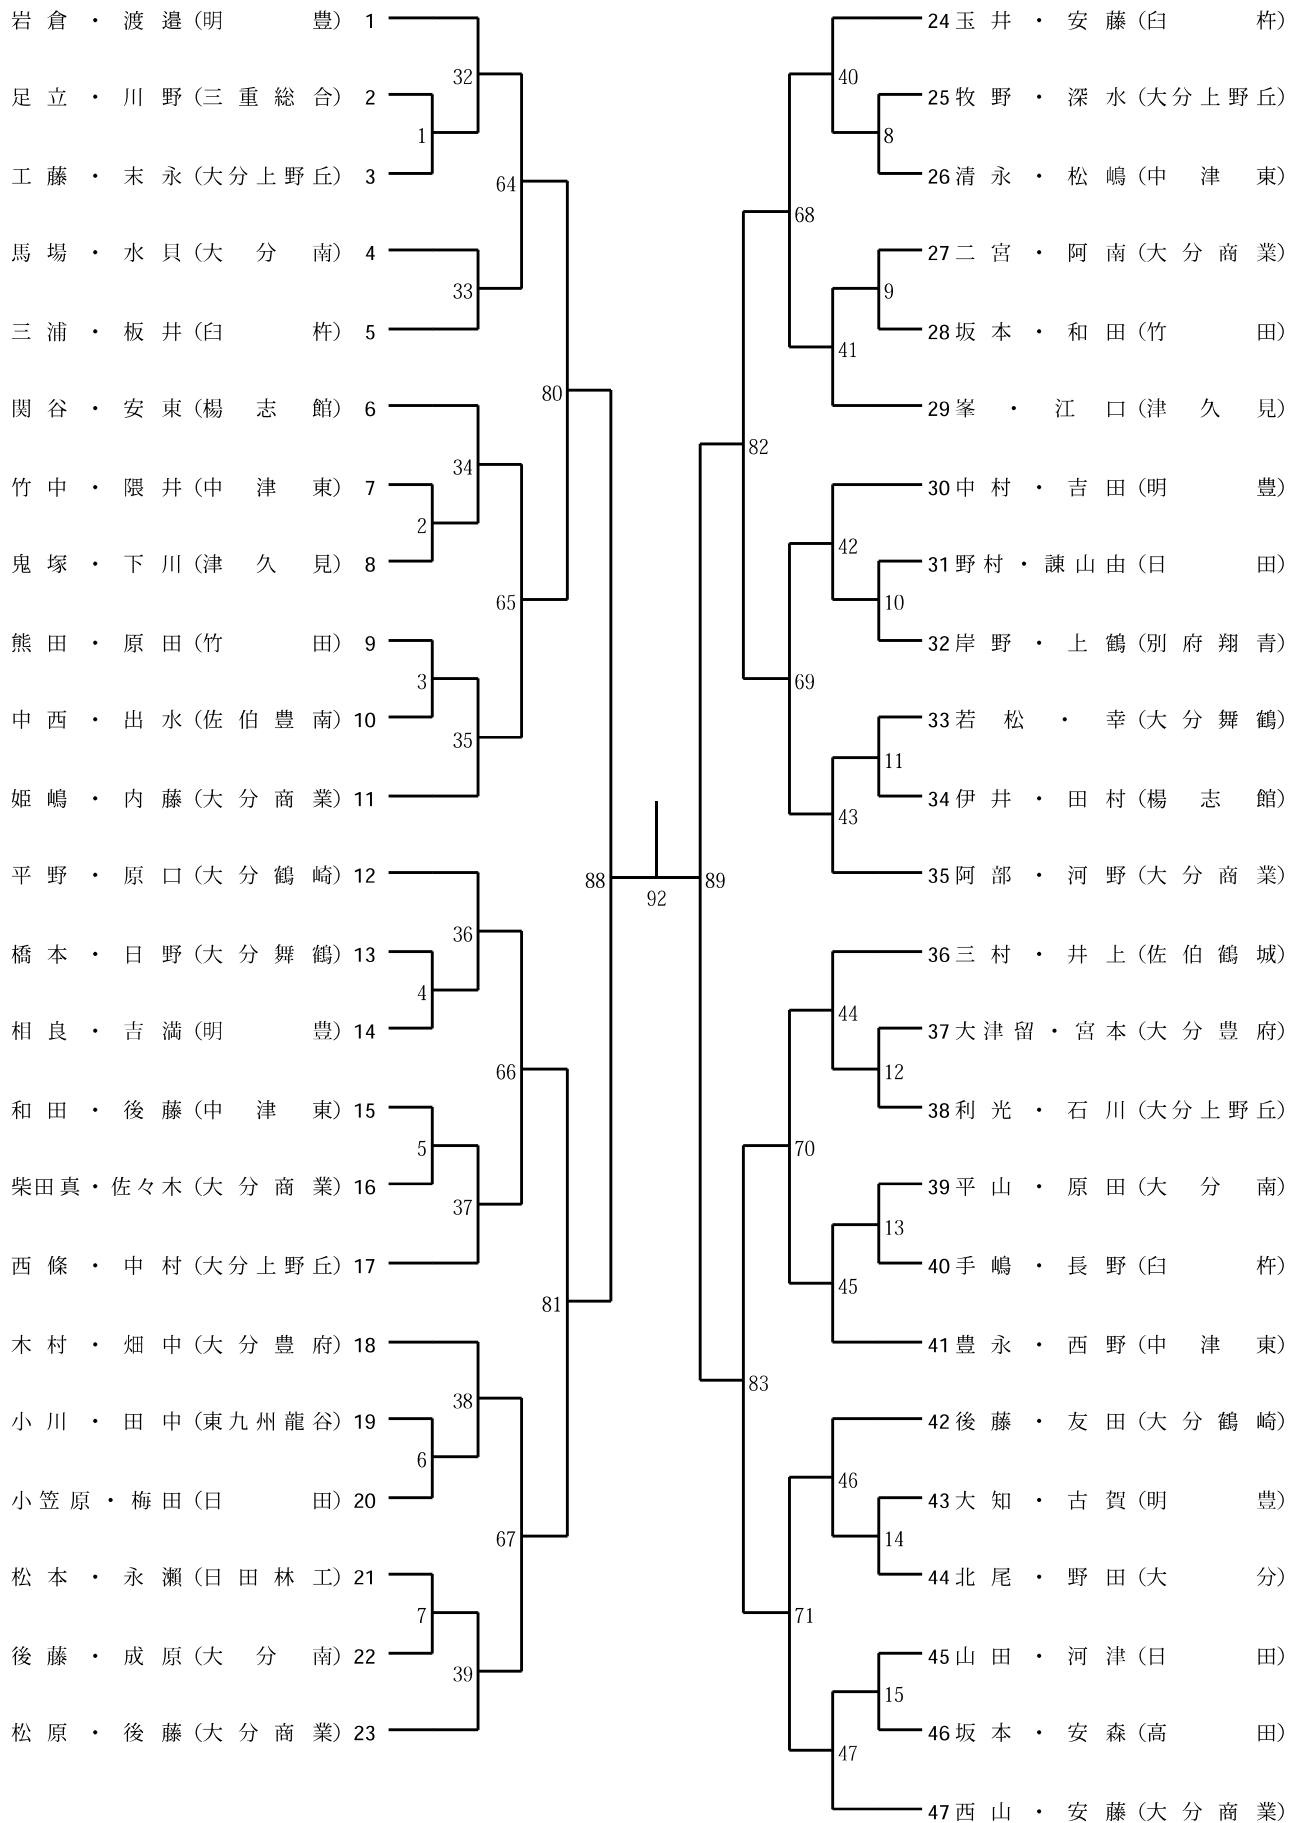 岩倉・渡邉(明豊) 1
足立・川野(三重総合) 2
工藤・末永(大分上野丘) 3
馬場・水貝(大分南) 4
三浦・板井(臼杵) 5
関谷・安東(楊志館) 6
竹中・隈井(中津東) 7
鬼塚・下川(津久見) 8
熊田・原田(竹田) 9
中西・出水(佐伯豊南) 10
姫嶋・内藤(大分商業) 11
平野・原口(大分鶴崎) 12
橋本・日野(大分舞鶴) 13
相良・吉満(明豊) 14
和田・後藤(中津東) 15
柴田真・佐々木(大分商業) 16
西條・中村(大分上野丘) 17
木村・畑中(大分豊府) 18
小川・田中(東九州龍谷) 19
小笠原・梅田(日田) 20
松本・永瀬(日田林工) 21
後藤・成原(大分南) 22
松原・後藤(大分商業) 23
1
2
3
4
5
6
7
32
33
34
35
36
37
38
39
64
65
66
67
80
81
88
92
89
82
83
68
69
70
71
40
41
42
43
44
45
46
47
8
9
10
11
12
13
14
15
24 玉井・安藤(臼杵)
25 牧野・深水(大分上野丘)
26 清永・松嶋(中津東)
27 二宮・阿南(大分商業)
28 坂本・和田(竹田)
29 峯・江口(津久見)
30 中村・吉田(明豊)
31 野村・諌山由(日田)
32 岸野・上鶴(別府翔青)
33 若松・幸(大分舞鶴)
34 伊井・田村(楊志館)
35 阿部・河野(大分商業)
36 三村・井上(佐伯鶴城)
37 大津留・宮本(大分豊府)
38 利光・石川(大分上野丘)
39 平山・原田(大分南)
40 手嶋・長野(臼杵)
41 豊永・西野(中津東)
42 後藤・友田(大分鶴崎)
43 大知・古賀(明豊)
44 北尾・野田(大分)
45 山田・河津(日田)
46 坂本・安森(高田)
47 西山・安藤(大分商業)